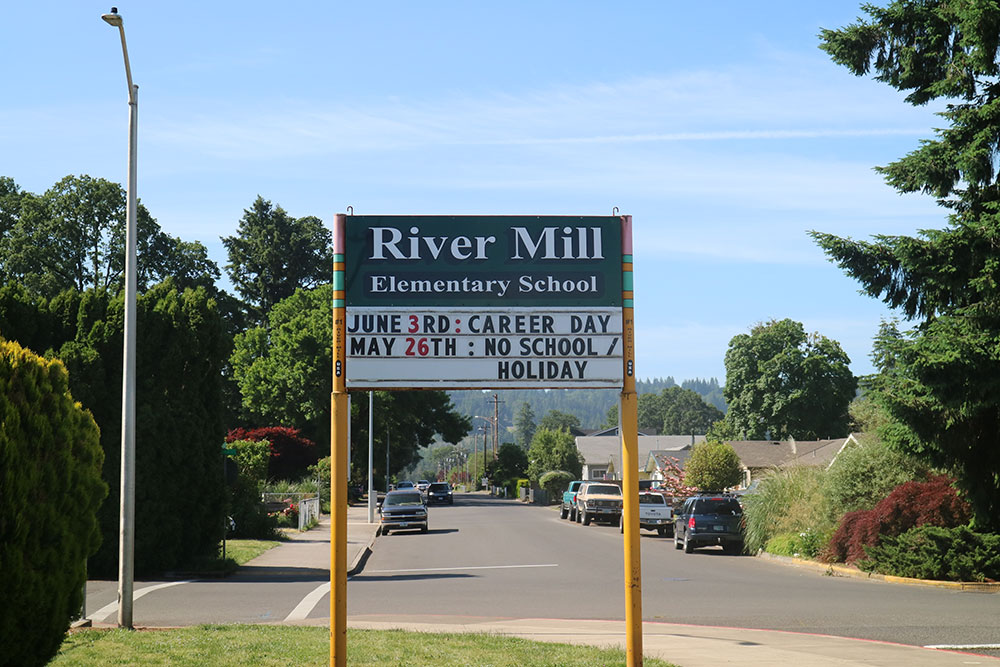 River Mill
Elementary School
JUNE 3RD: CAREER DAY
MAY 26TH: NO SCHOOL /
HOLIDAY